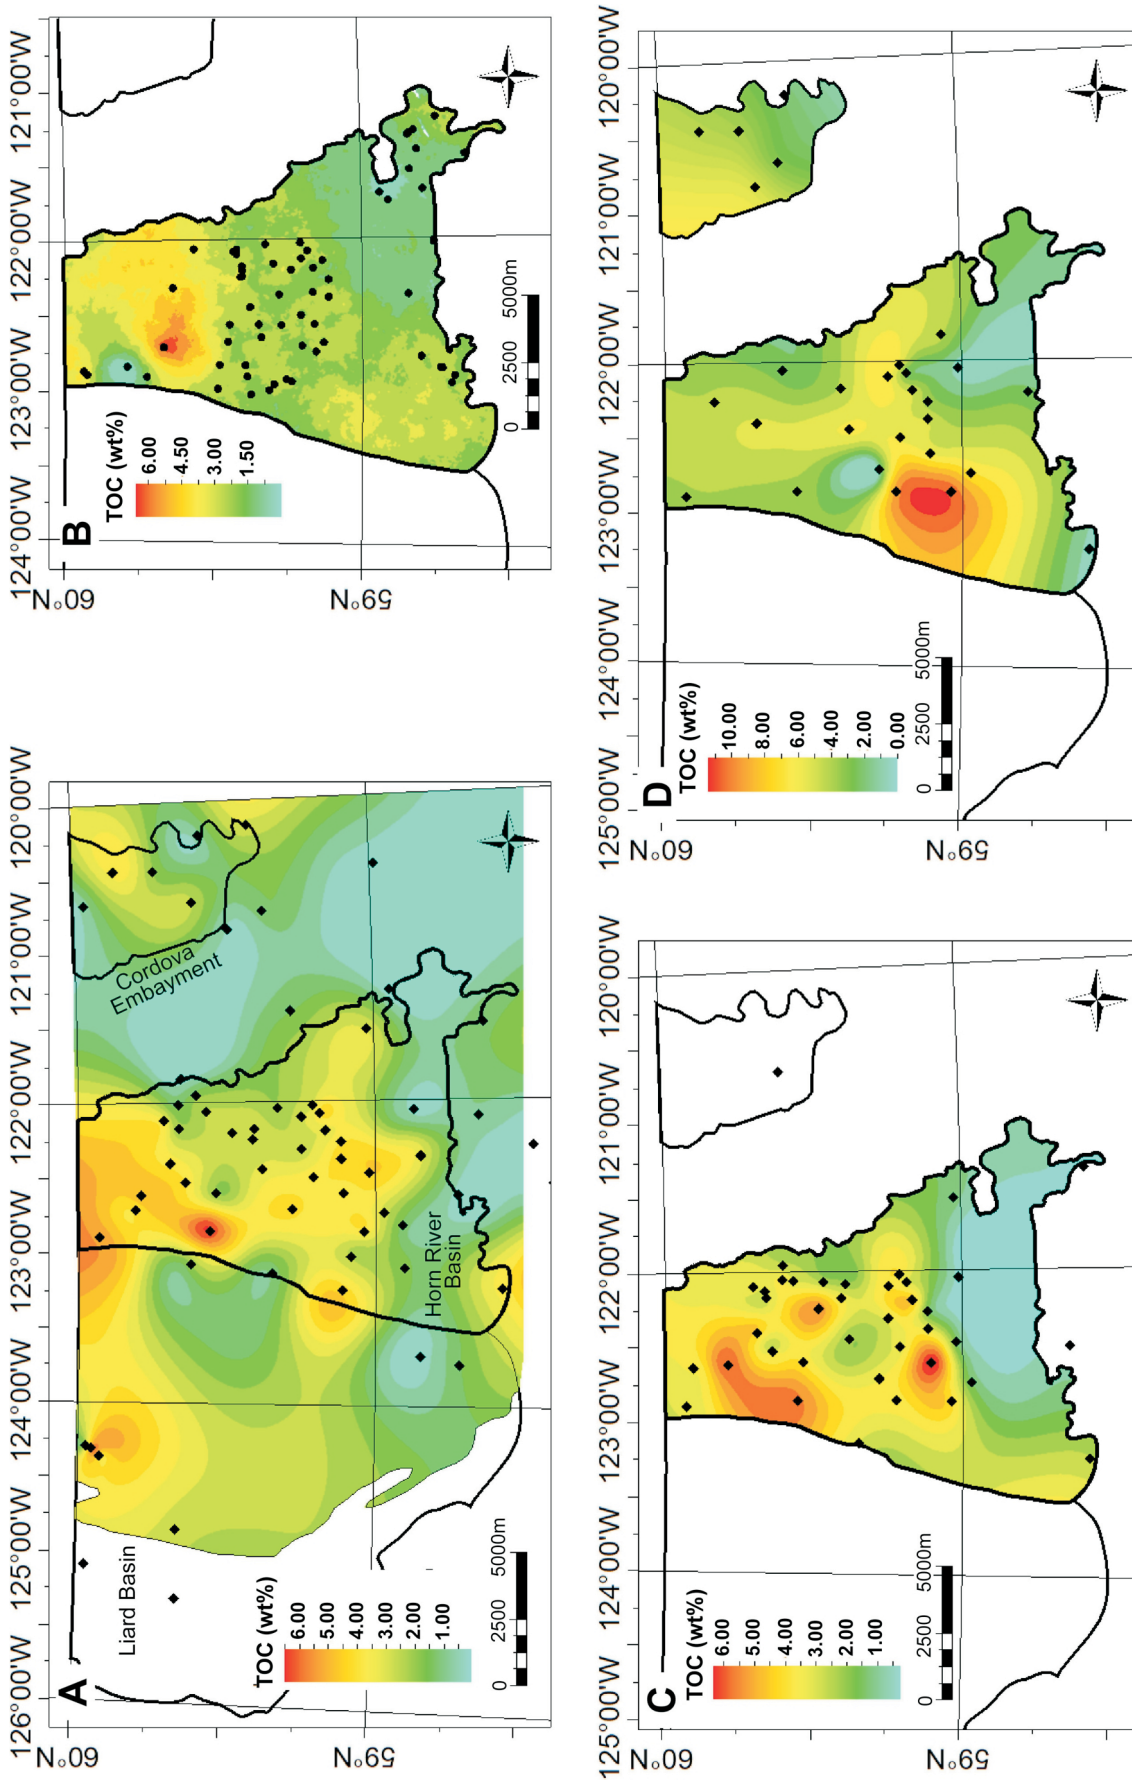 126°00'W 125°00'W 124°00'W 123°00'W 122°00'W 121°00'W 120°00'W
60°N
59°N
A
Liard Basin
Cordova
Embayment
Horn River
Basin
TOC (wt%)
6.00
5.00
4.00
3.00
2.00
1.00
0 2500 5000m
124°00'W 123°00'W 122°00'W 121°00'W
60°N
59°N
B
TOC (wt%)
6.00
4.50
3.00
1.50
0 2500 5000m
125°00'W 124°00'W 123°00'W 122°00'W 121°00'W 120°00'W
60°N
59°N
C
TOC (wt%)
6.00
5.00
4.00
3.00
2.00
1.00
0 2500 5000m
125°00'W 124°00'W 123°00'W 122°00'W 121°00'W 120°00'W
60°N
59°N
D
TOC (wt%)
10.00
8.00
6.00
4.00
2.00
0.00
0 2500 5000m